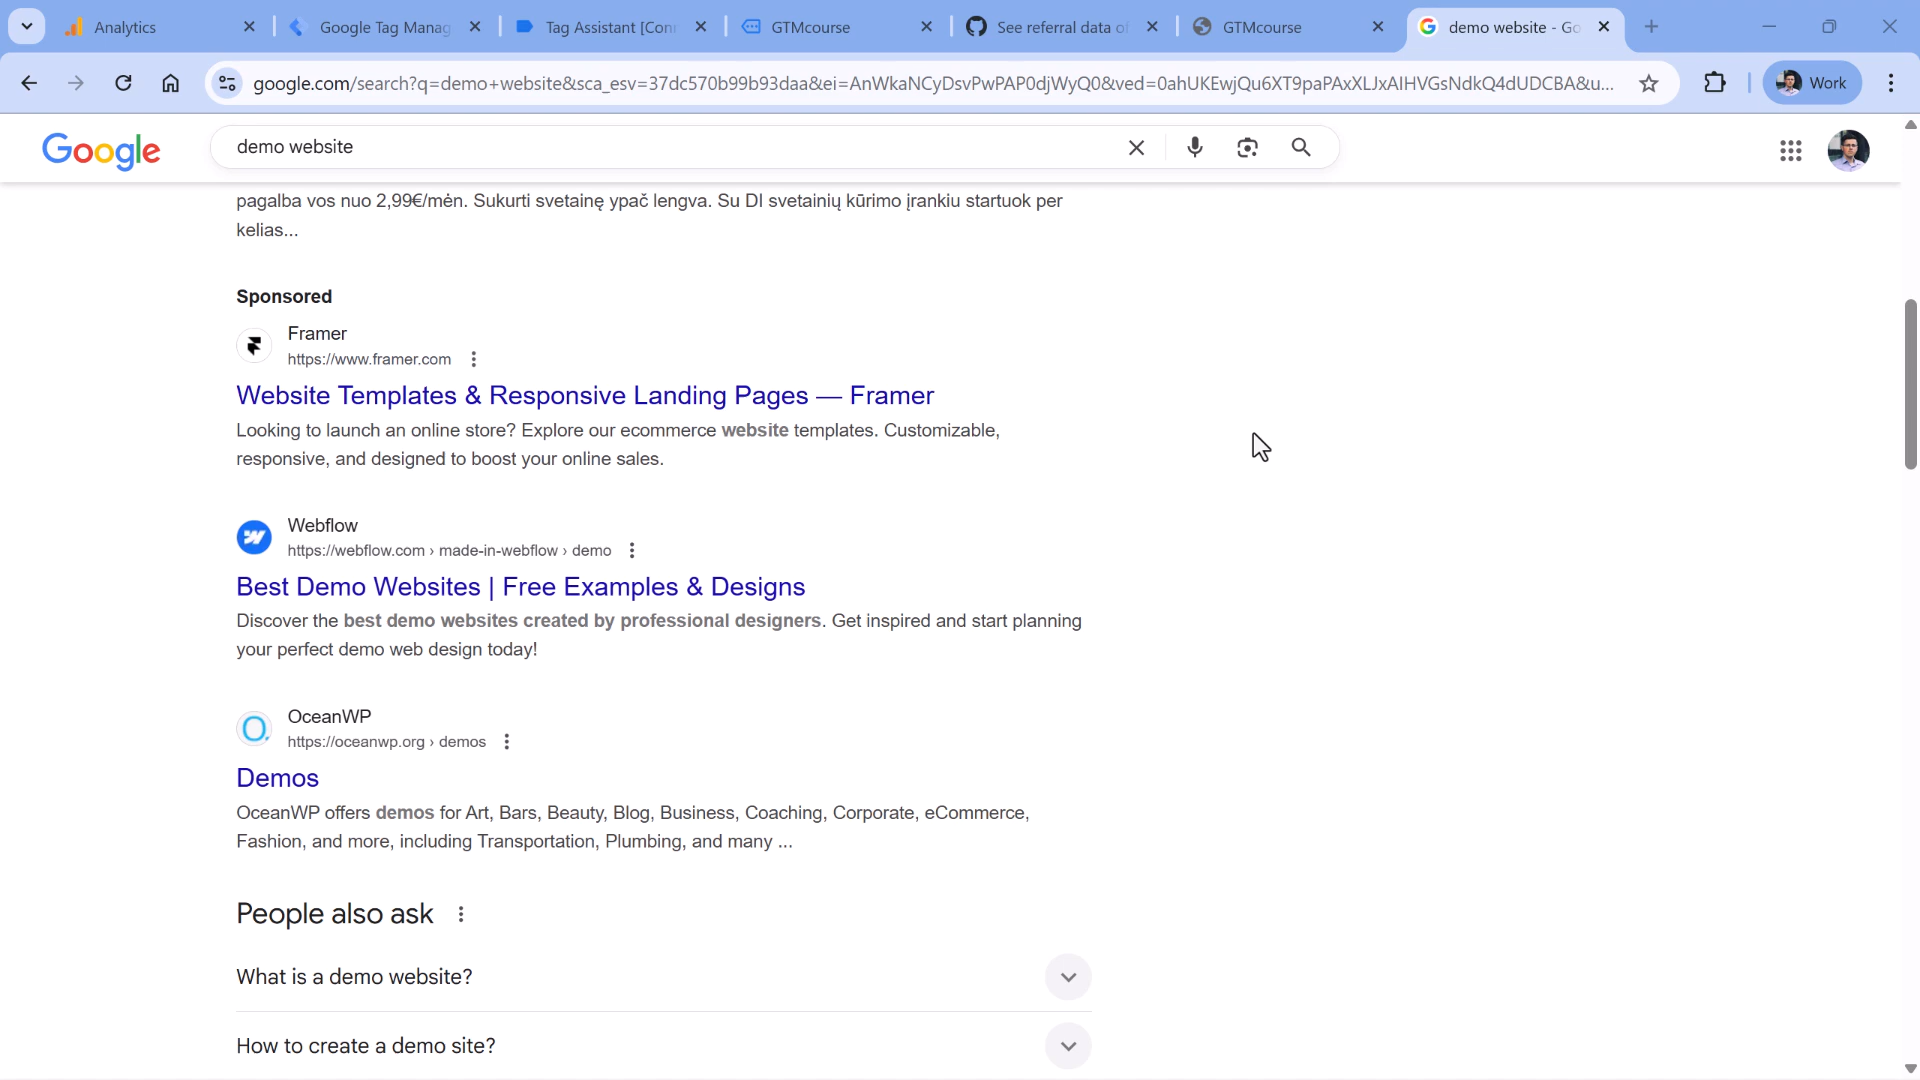 Analytics
Google Tag Manag
Tag Assistant [Conn
GTMcourse
See referral data of
GTMcourse
demo website - Go
google.com/search?q=demo+website&sca_esv=37dc570b99b93daa&ei=AnWkaNCyDsvPwPAP0djWyQ0&ved=0ahUKEwjQu6XT9paPAxXLJxAIHVGsNdkQ4dUDCBA&u...
Work
Google
demo website
pagalba vos nuo 2,99€/mėn. Sukurti svetainę ypač lengva. Su DI svetainių kūrimo įrankiu startuok per
kelias...
Sponsored
Framer
https://www.framer.com
Website Templates & Responsive Landing Pages — Framer
Looking to launch an online store? Explore our ecommerce website templates. Customizable,
responsive, and designed to boost your online sales.
Webflow
https://webflow.com › made-in-webflow › demo
Best Demo Websites | Free Examples & Designs
Discover the best demo websites created by professional designers. Get inspired and start planning
your perfect demo web design today!
OceanWP
https://oceanwp.org › demos
Demos
OceanWP offers demos for Art, Bars, Beauty, Blog, Business, Coaching, Corporate, eCommerce,
Fashion, and more, including Transportation, Plumbing, and many ...
People also ask
What is a demo website?
How to create a demo site?